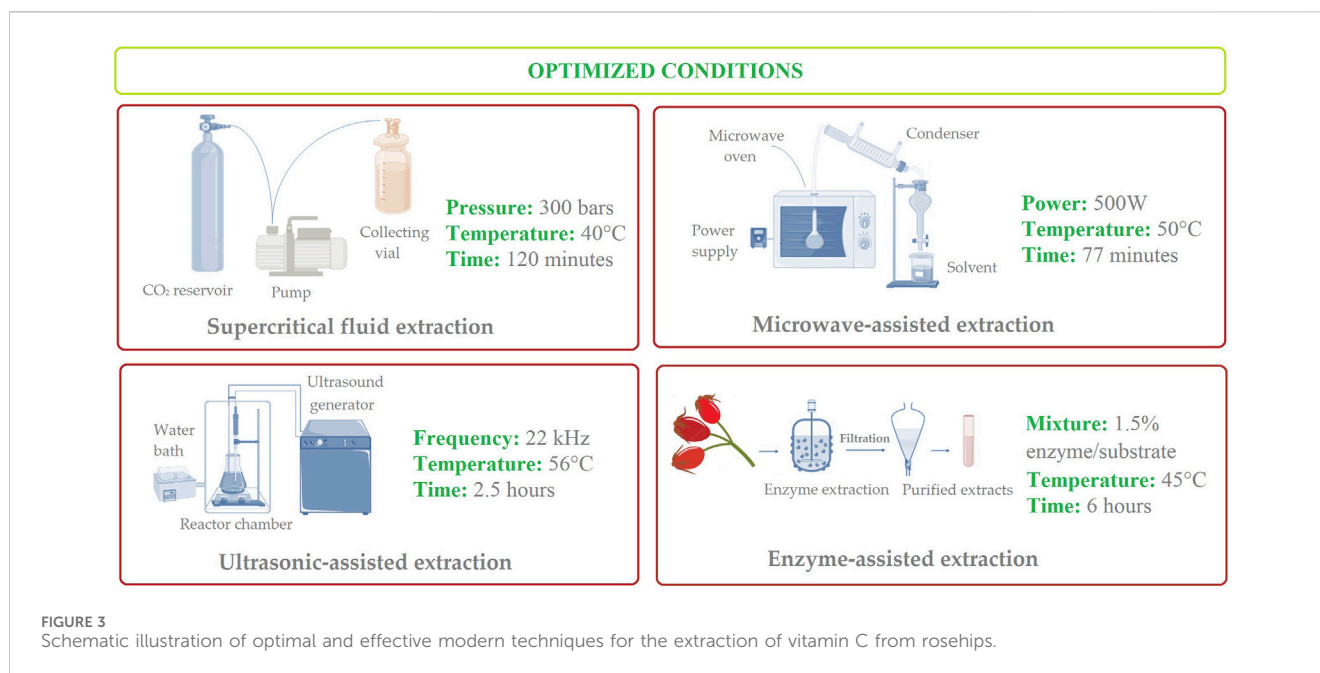 OPTIMIZED CONDITIONS
CO₂ reservoir
Pump
Collecting
vial
Pressure: 300 bars
Temperature: 40°C
Time: 120 minutes
Supercritical fluid extraction
Microwave
oven
Condenser
Power
supply
Solvent
Power: 500W
Temperature: 50°C
Time: 77 minutes
Microwave-assisted extraction
Water
bath
Ultrasound
generator
Reactor chamber
Frequency: 22 kHz
Temperature: 56°C
Time: 2.5 hours
Ultrasonic-assisted extraction
Filtration
Enzyme extraction
Purified extracts
Mixture: 1.5%
enzyme/substrate
Temperature: 45°C
Time: 6 hours
Enzyme-assisted extraction
FIGURE 3
Schematic illustration of optimal and effective modern techniques for the extraction of vitamin C from rosehips.